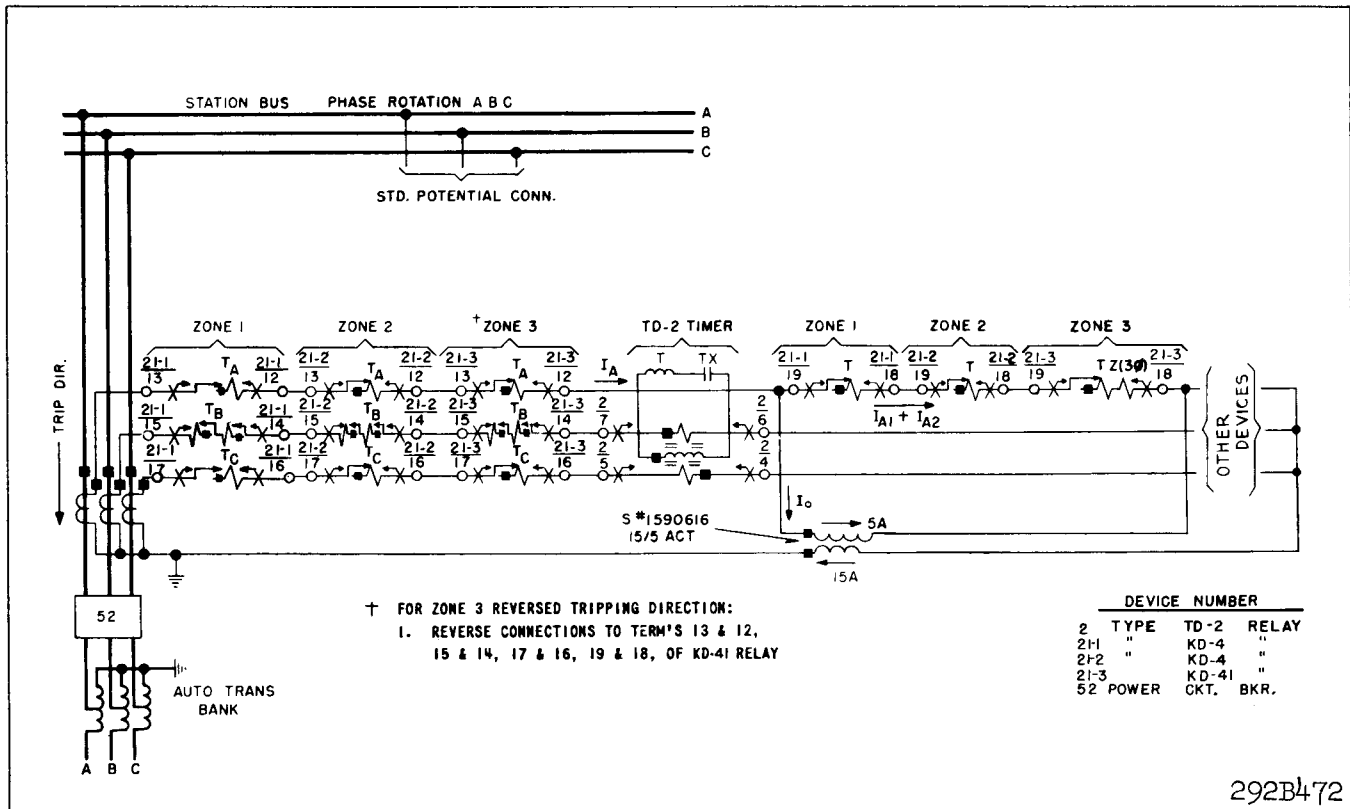 STATION BUS PHASE ROTATION A B C
A
B
C
STD. POTENTIAL CONN.
TRIP DIR.
ZONE 1
ZONE 2
† ZONE 3
TD-2 TIMER
ZONE 1
ZONE 2
ZONE 3
21-1 TA 21-1 21-2 TA 21-2 21-3 TA 21-3 IA T TX 21-1 T 21-1 21-2 T 21-2 21-3 T Z(3Ø) 21-3
13 12 13 12 13 12 19 18 19 18 19 18
21-1 TB 21-1 21-2 TB 21-2 21-3 TB 21-3 2 2 IA1 + IA2
15 14 15 14 15 14 7 6
21-1 TC 21-1 21-2 TC 21-2 21-3 TC 21-3 2 2
17 16 17 16 17 16 5 4
OTHER
DEVICES
Io
S#1590616
15/5 ACT
5A
15A
52
† FOR ZONE 3 REVERSED TRIPPING DIRECTION:
1. REVERSE CONNECTIONS TO TERM'S 13 & 12,
15 & 14, 17 & 16, 19 & 18, OF KD-41 RELAY
DEVICE NUMBER
2 TYPE TD-2 RELAY
21-1 " KD-4 "
21-2 " KD-4 "
21-3 KD-41 "
52 POWER CKT. BKR.
AUTO TRANS
BANK
A B C
292B472